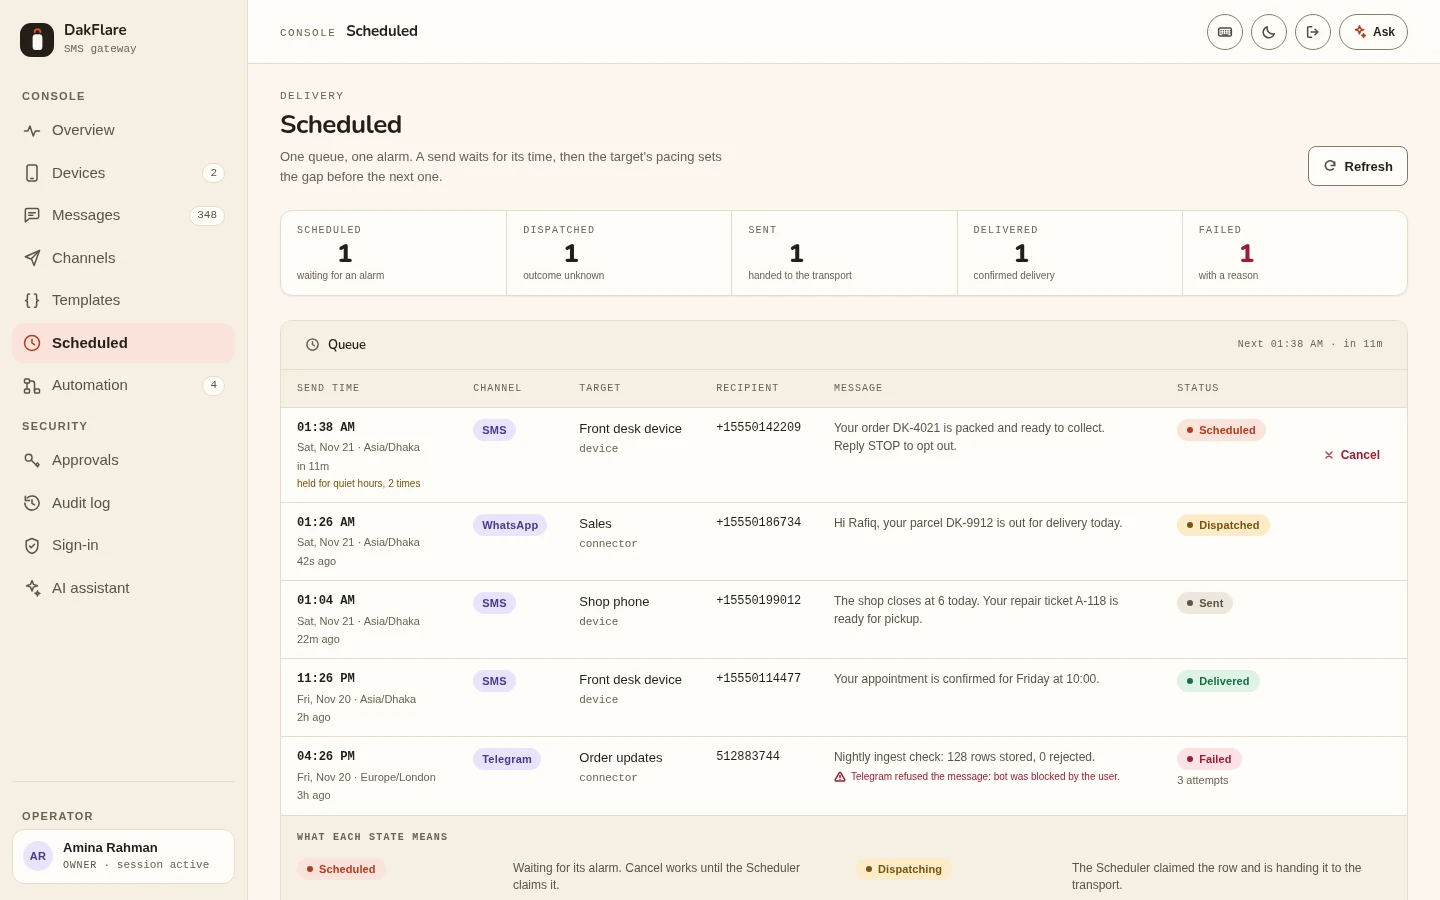 DakFlare
SMS gateway
CONSOLE
Overview
Devices 2
Messages 348
Channels
Templates
Scheduled
Automation 4
SECURITY
Approvals
Audit log
Sign-in
AI assistant
OPERATOR
AR
Amina Rahman
OWNER · session active
CONSOLE Scheduled
Ask
DELIVERY
Scheduled
One queue, one alarm. A send waits for its time, then the target's pacing sets
the gap before the next one.
Refresh
SCHEDULED
1
waiting for an alarm
DISPATCHED
1
outcome unknown
SENT
1
handed to the transport
DELIVERED
1
confirmed delivery
FAILED
1
with a reason
Queue
Next 01:38 AM · in 11m
SEND TIME CHANNEL TARGET RECIPIENT MESSAGE STATUS
01:38 AM SMS Front desk device +15550142209 Your order DK-4021 is packed and ready to collect. Scheduled
Sat, Nov 21 · Asia/Dhaka device Reply STOP to opt out.
in 11m Cancel
held for quiet hours, 2 times
01:26 AM WhatsApp Sales +15550186734 Hi Rafiq, your parcel DK-9912 is out for delivery today. Dispatched
Sat, Nov 21 · Asia/Dhaka connector
42s ago
01:04 AM SMS Shop phone +15550199012 The shop closes at 6 today. Your repair ticket A-118 is Sent
Sat, Nov 21 · Asia/Dhaka device ready for pickup.
22m ago
11:26 PM SMS Front desk device +15550114477 Your appointment is confirmed for Friday at 10:00. Delivered
Fri, Nov 20 · Asia/Dhaka device
2h ago
04:26 PM Telegram Order updates 512883744 Nightly ingest check: 128 rows stored, 0 rejected. Failed
Fri, Nov 20 · Europe/London connector Telegram refused the message: bot was blocked by the user. 3 attempts
3h ago
WHAT EACH STATE MEANS
Scheduled Waiting for its alarm. Cancel works until the Scheduler Dispatching The Scheduler claimed the row and is handing it to the
claims it. transport.